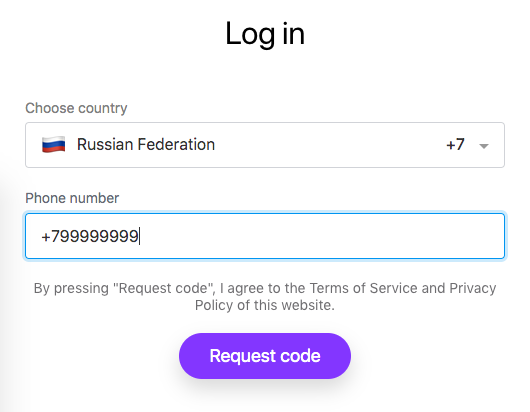 Log in
Choose country
Russian Federation +7
Phone number
+799999999
By pressing "Request code", I agree to the Terms of Service and Privacy
Policy of this website.
Request code